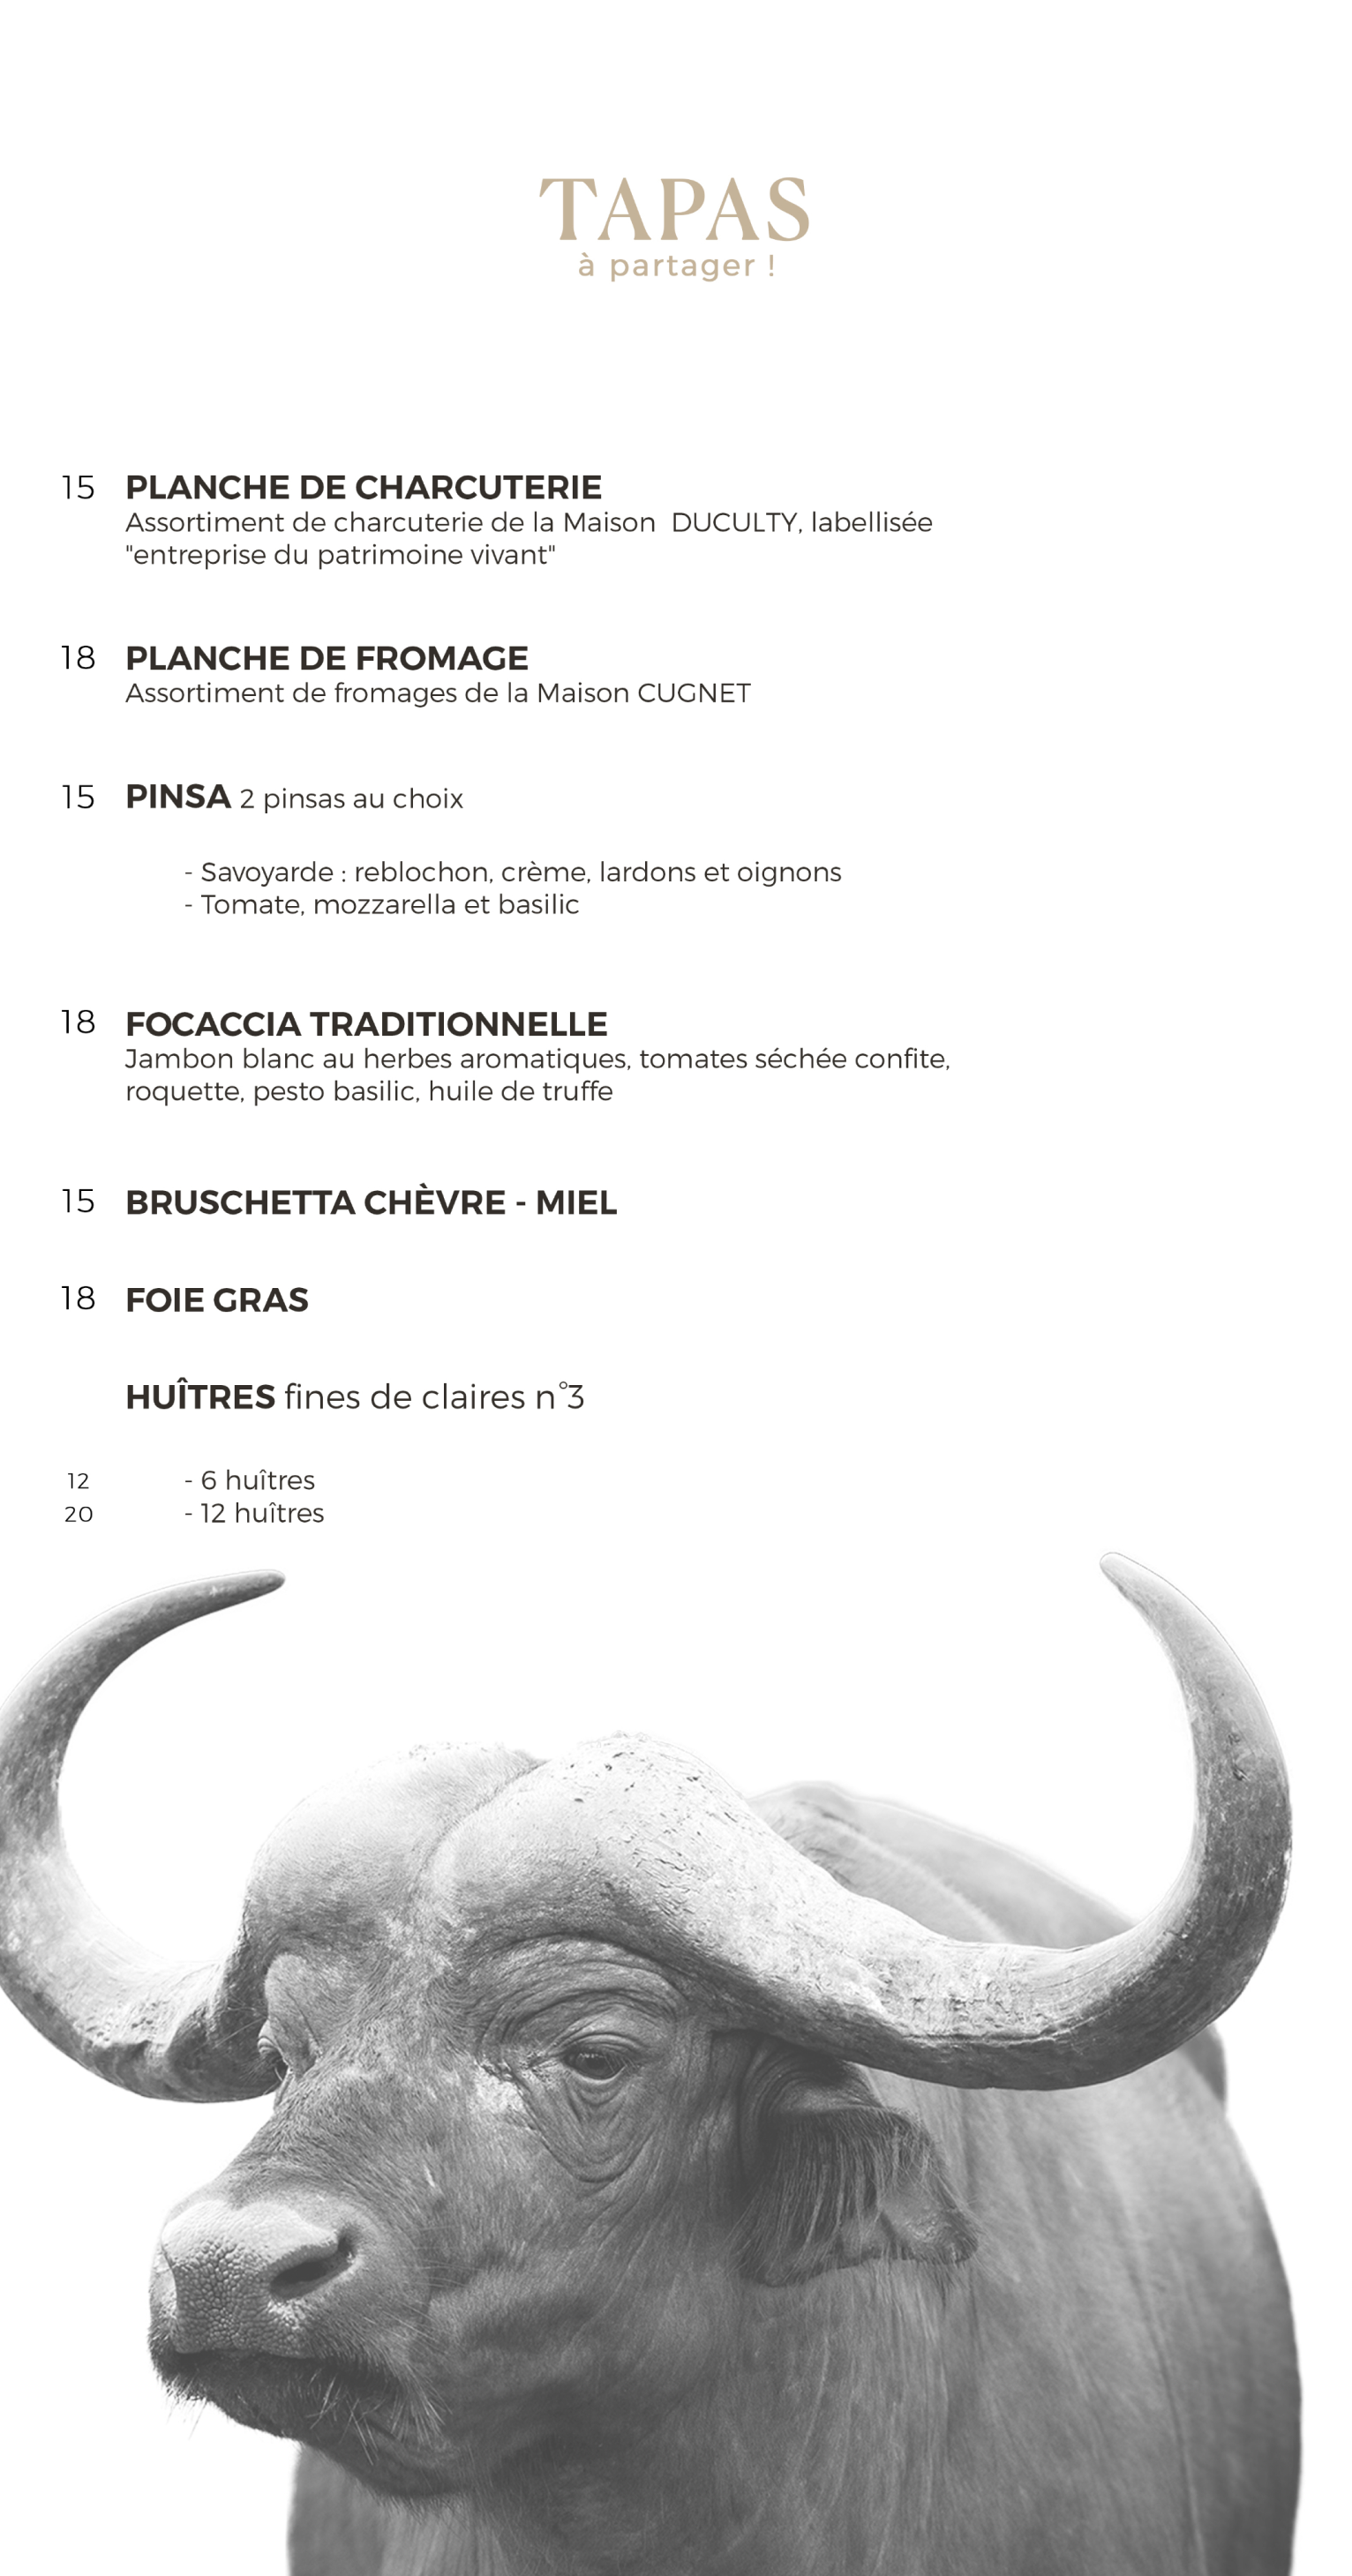 TAPAS
à partager !
15 PLANCHE DE CHARCUTERIE
Assortiment de charcuterie de la Maison  DUCULTY, labellisée
"entreprise du patrimoine vivant"
18 PLANCHE DE FROMAGE
Assortiment de fromages de la Maison CUGNET
15 PINSA 2 pinsas au choix
- Savoyarde : reblochon, crème, lardons et oignons
- Tomate, mozzarella et basilic
18 FOCACCIA TRADITIONNELLE
Jambon blanc au herbes aromatiques, tomates séchée confite,
roquette, pesto basilic, huile de truffe
15 BRUSCHETTA CHÈVRE - MIEL
18 FOIE GRAS
HUÎTRES fines de claires n°3
12 - 6 huîtres
20 - 12 huîtres